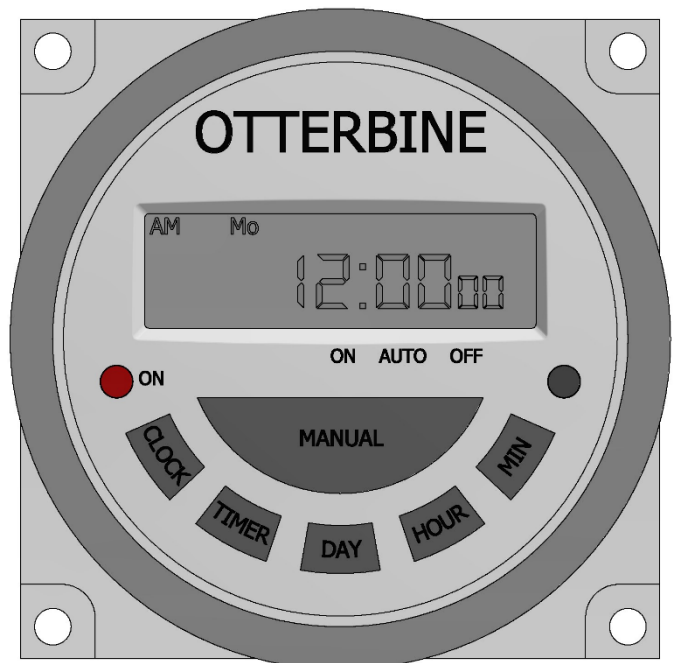 OTTERBINE
AM Mo
12:00 00
ON AUTO OFF
ON
MANUAL
CLOCK
TIMER
DAY
HOUR
MIN